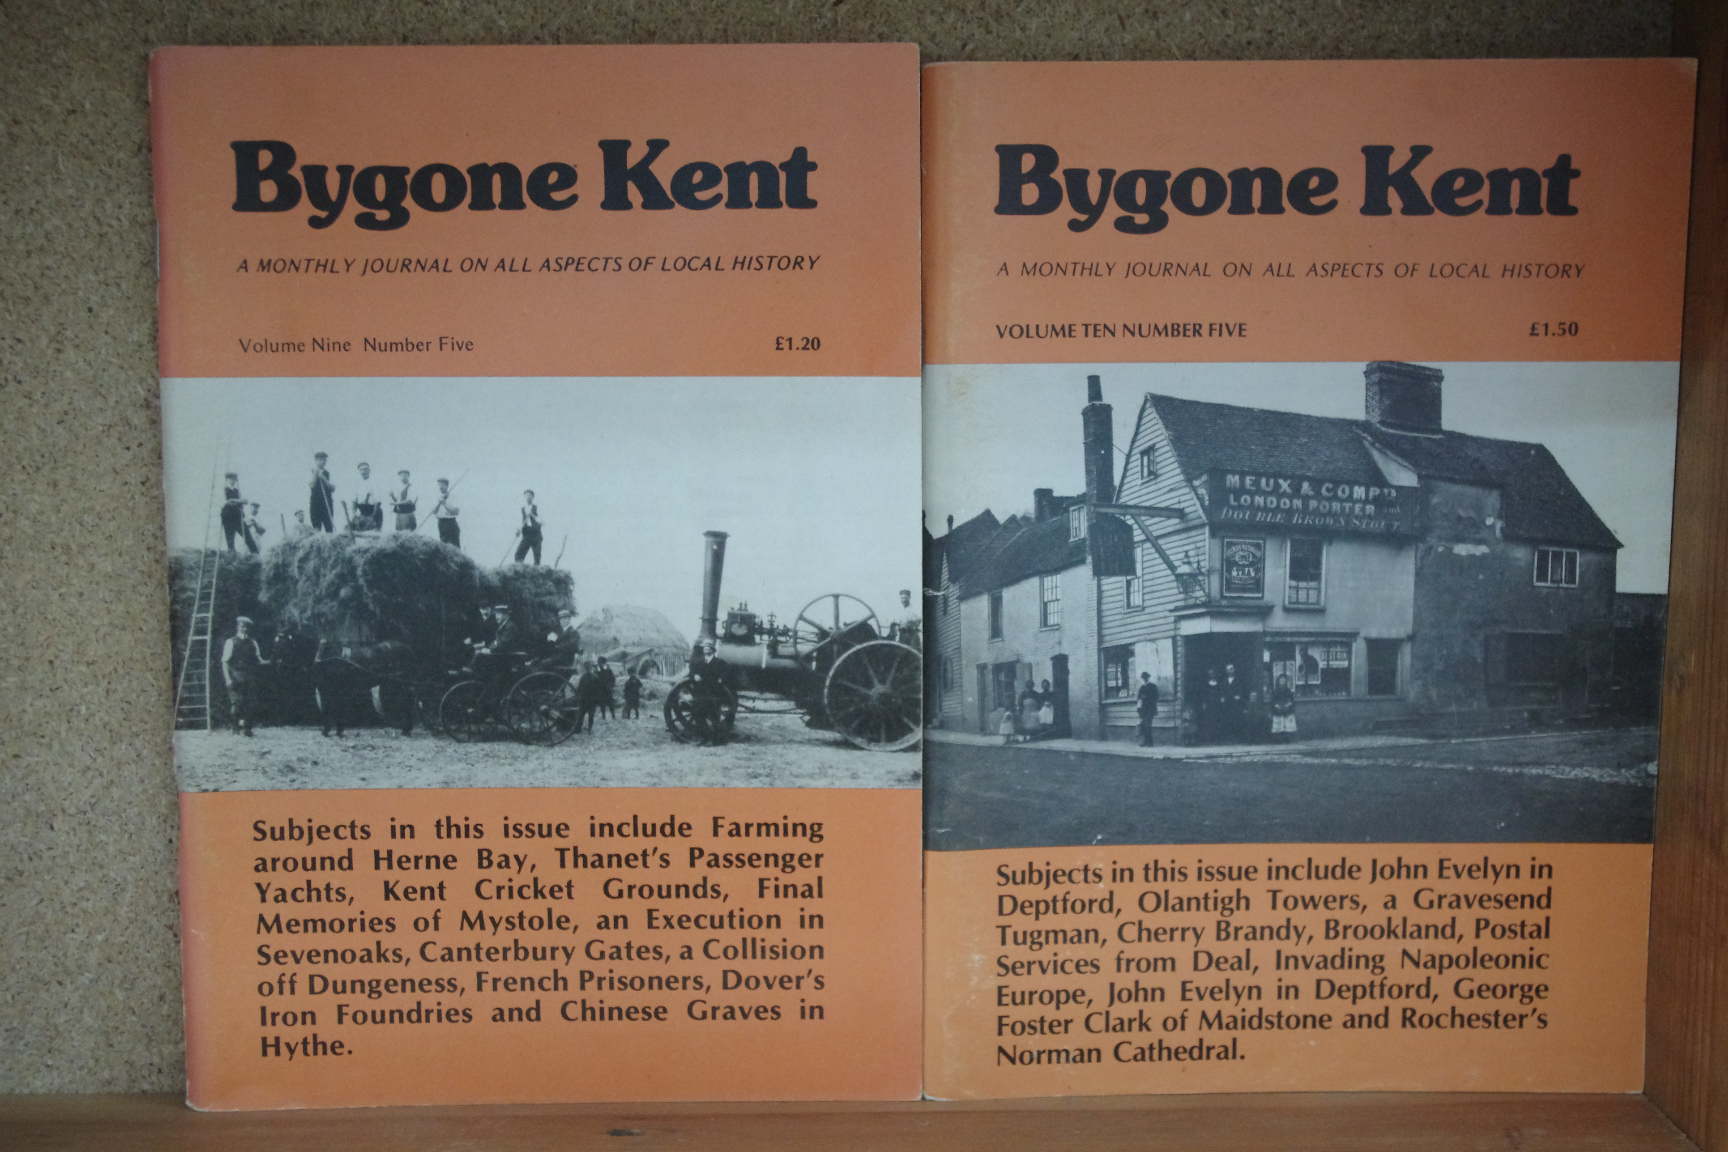 Bygone Kent
A MONTHLY JOURNAL ON ALL ASPECTS OF LOCAL HISTORY
Volume Nine Number Five £1.20
Subjects in this issue include Farming
around Herne Bay, Thanet's Passenger
Yachts, Kent Cricket Grounds, Final
Memories of Mystole, an Execution in
Sevenoaks, Canterbury Gates, a Collision
off Dungeness, French Prisoners, Dover's
Iron Foundries and Chinese Graves in
Hythe.
Bygone Kent
A MONTHLY JOURNAL ON ALL ASPECTS OF LOCAL HISTORY
VOLUME TEN NUMBER FIVE £1.50
MEUX & COMPYS
LONDON PORTER and
DOUBLE BROWN STOUT
Subjects in this issue include John Evelyn in
Deptford, Olantigh Towers, a Gravesend
Tugman, Cherry Brandy, Brookland, Postal
Services from Deal, Invading Napoleonic
Europe, John Evelyn in Deptford, George
Foster Clark of Maidstone and Rochester's
Norman Cathedral.